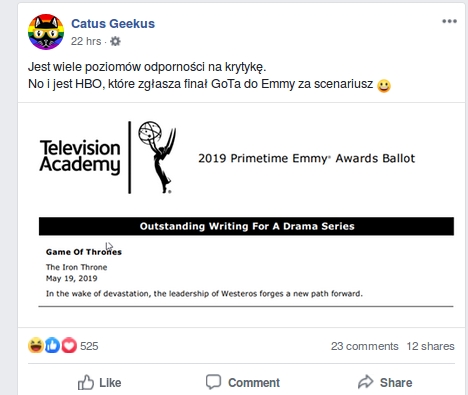 Catus Geekus
22 hrs ·
Jest wiele poziomów odporności na krytykę.
No i jest HBO, które zgłasza finał GoTa do Emmy za scenariusz
Television
Academy
2019 Primetime Emmy® Awards Ballot
Outstanding Writing For A Drama Series
Game Of Thrones
The Iron Throne
May 19, 2019
In the wake of devastation, the leadership of Westeros forges a new path forward.
525
23 comments 12 shares
Like Comment Share